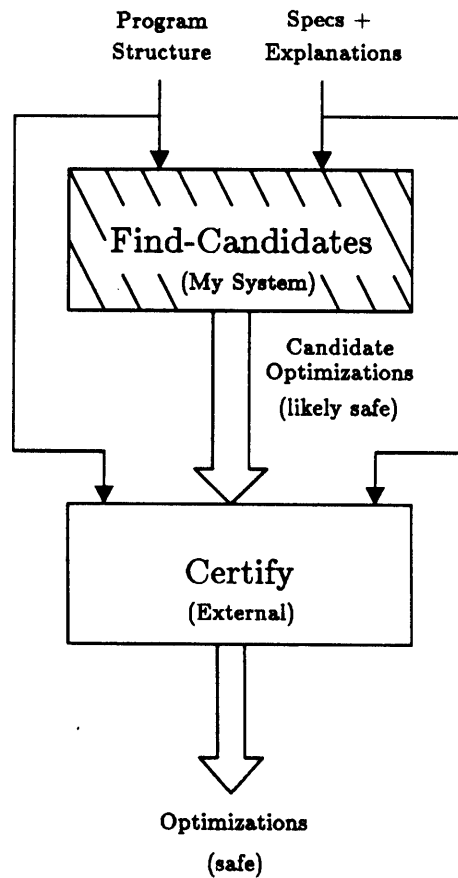 Program
Structure
Specs +
Explanations
Find-Candidates
(My System)
Candidate
Optimizations
(likely safe)
Certify
(External)
Optimizations
(safe)